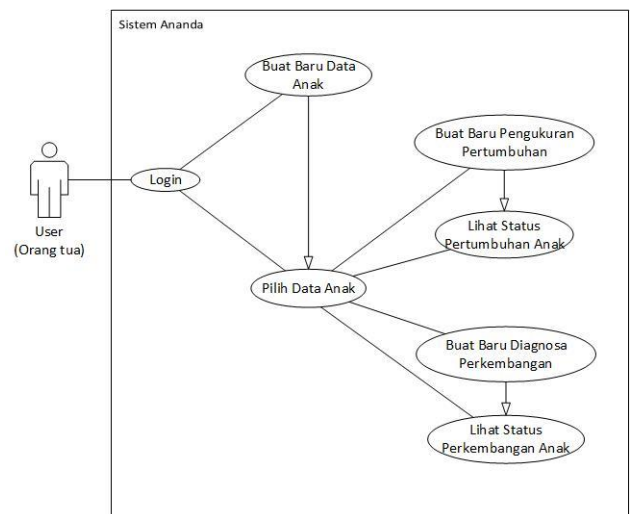 Sistem Ananda
Buat Baru Data
Anak
Buat Baru Pengukuran
Pertumbuhan
Login
User
(Orang tua)
Lihat Status
Pertumbuhan Anak
Pilih Data Anak
Buat Baru Diagnosa
Perkembangan
Lihat Status
Perkembangan Anak